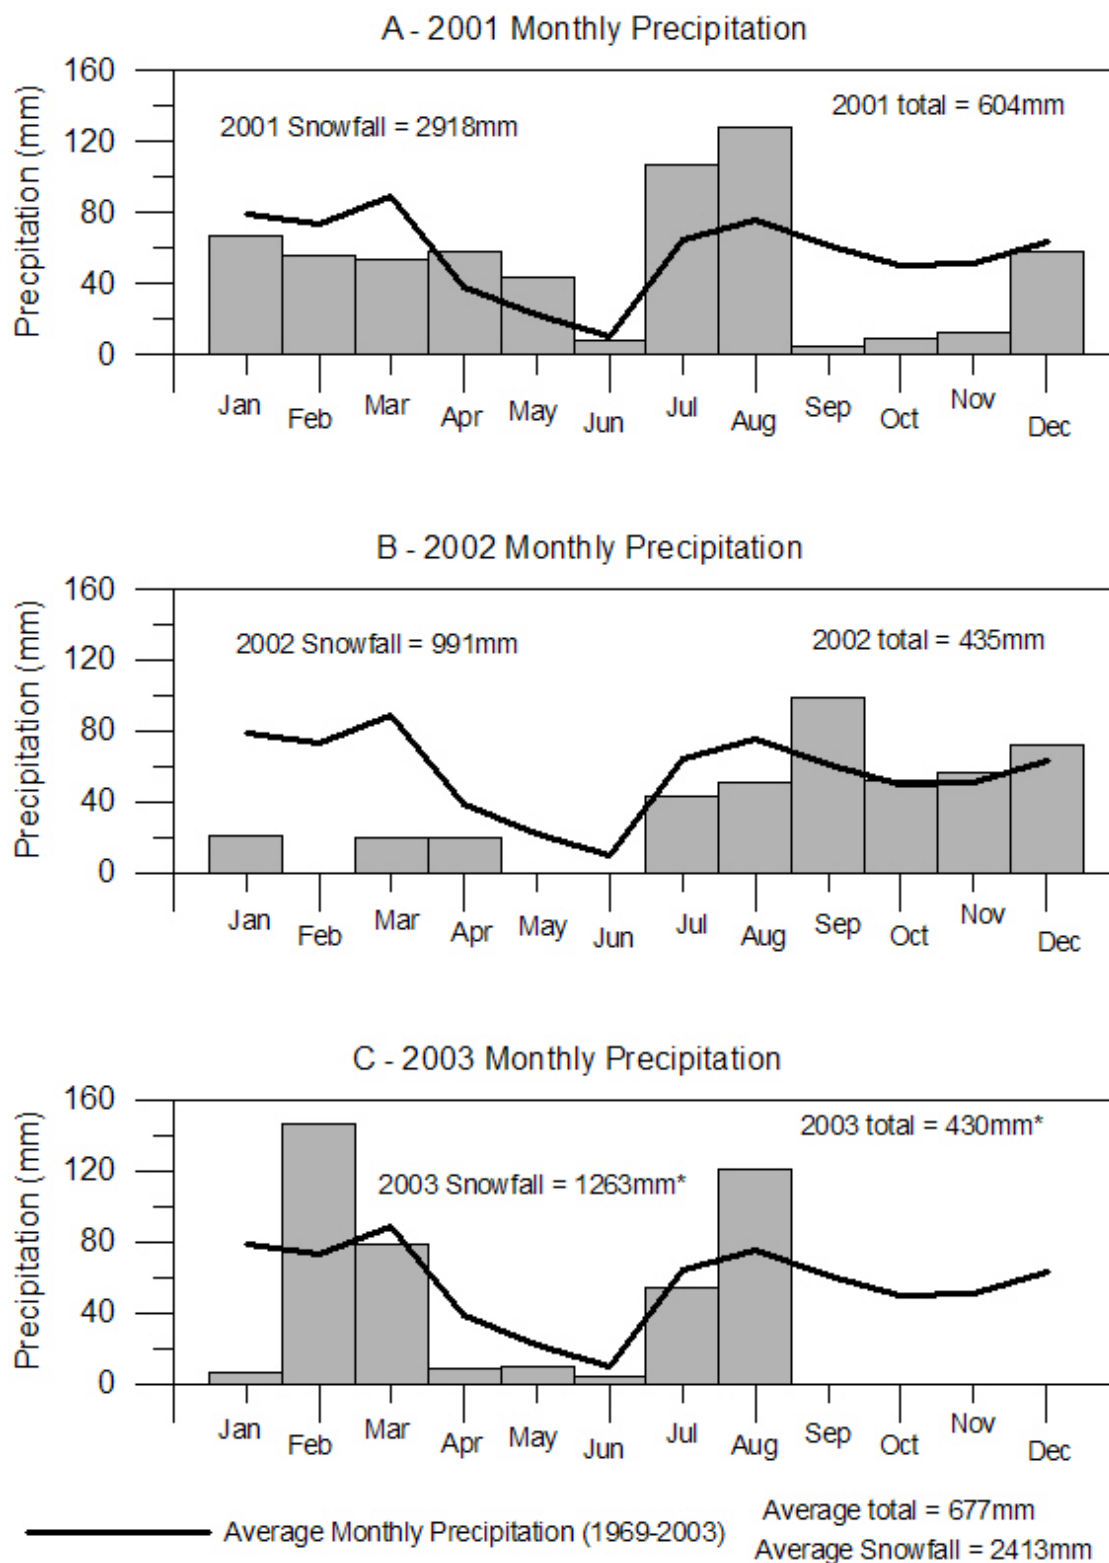 A - 2001 Monthly Precipitation
160
120
80
40
0
Precpitation (mm)
2001 Snowfall = 2918mm
2001 total = 604mm
Jan Feb Mar Apr May Jun Jul Aug Sep Oct Nov Dec
B - 2002 Monthly Precipitation
160
120
80
40
0
Precipitation (mm)
2002 Snowfall = 991mm
2002 total = 435mm
Jan Feb Mar Apr May Jun Jul Aug Sep Oct Nov Dec
C - 2003 Monthly Precipitation
160
120
80
40
0
Precipitation (mm)
2003 total = 430mm*
2003 Snowfall = 1263mm*
Jan Feb Mar Apr May Jun Jul Aug Sep Oct Nov Dec
Average Monthly Precipitation (1969-2003)
Average total = 677mm
Average Snowfall = 2413mm